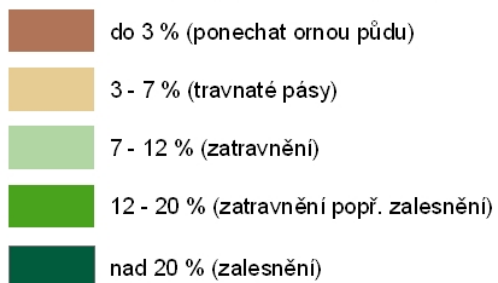 do 3 % (ponechat ornou půdu)
3 - 7 % (travnaté pásy)
7 - 12 % (zatravnění)
12 - 20 % (zatravnění popř. zalesnění)
nad 20 % (zalesnění)